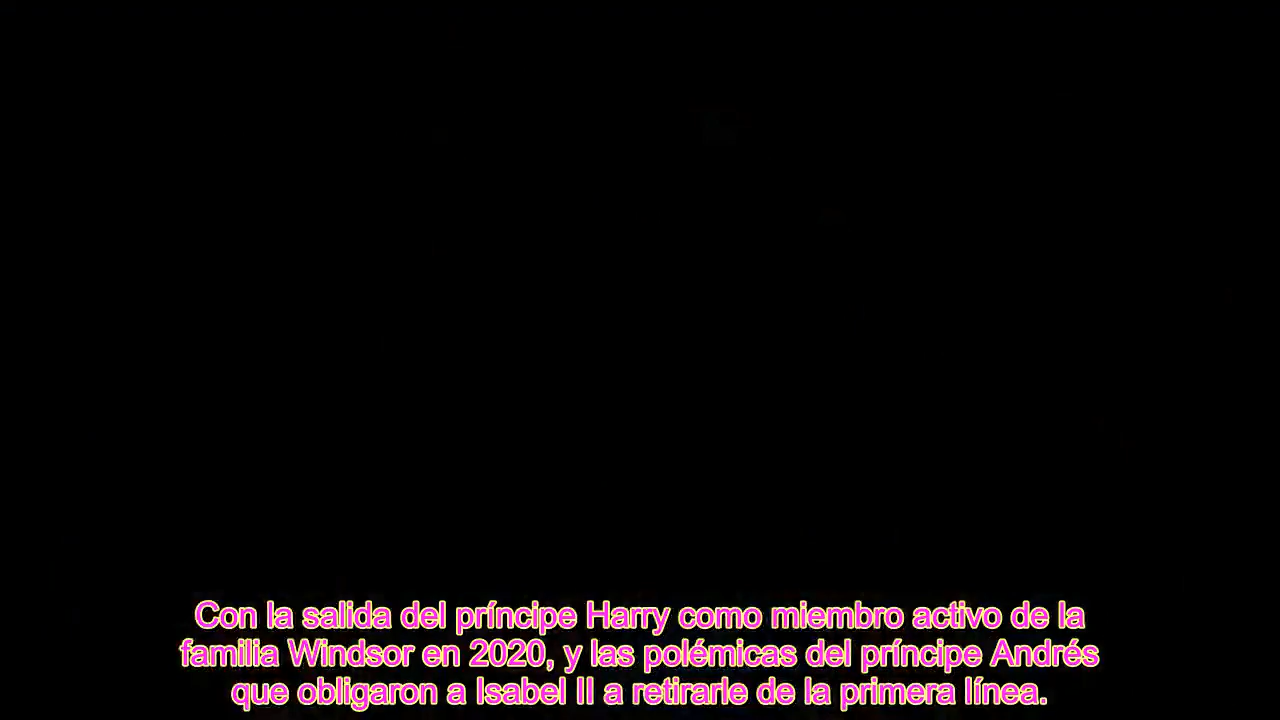 Con la salida del príncipe Harry como miembro activo de la
familia Windsor en 2020, y las polémicas del príncipe Andrés
que obligaron a Isabel II a retirarle de la primera línea.